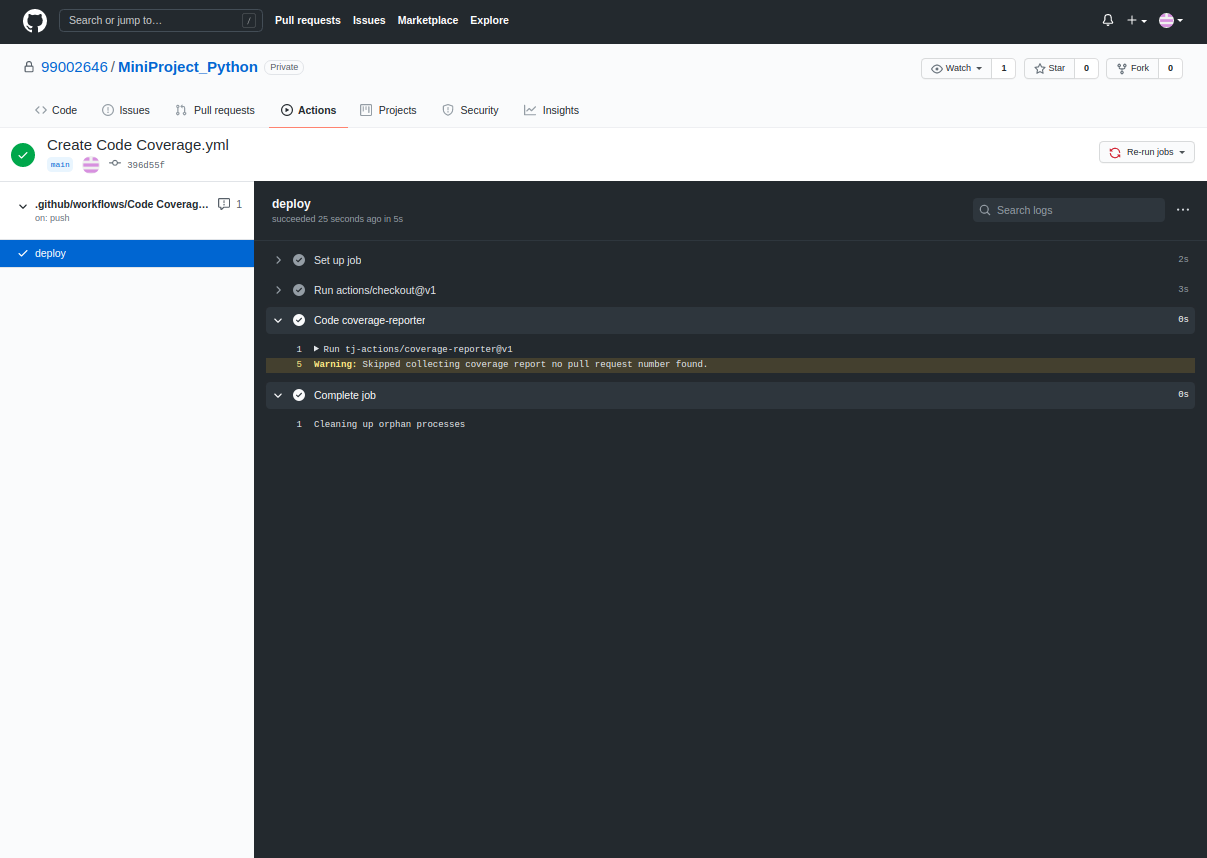 Search or jump to… / Pull requests Issues Marketplace Explore
99002646 / MiniProject_Python Private Watch 1 Star 0 Fork 0
Code Issues Pull requests Actions Projects Security Insights
Create Code Coverage.yml
main 396d55f
Re-run jobs
.github/workflows/Code Coverag... 1
on: push
deploy
deploy
succeeded 25 seconds ago in 5s
Search logs
Set up job 2s
Run actions/checkout@v1 3s
Code coverage-reporter 0s
1 Run tj-actions/coverage-reporter@v1
5 Warning: Skipped collecting coverage report no pull request number found.
Complete job 0s
1 Cleaning up orphan processes